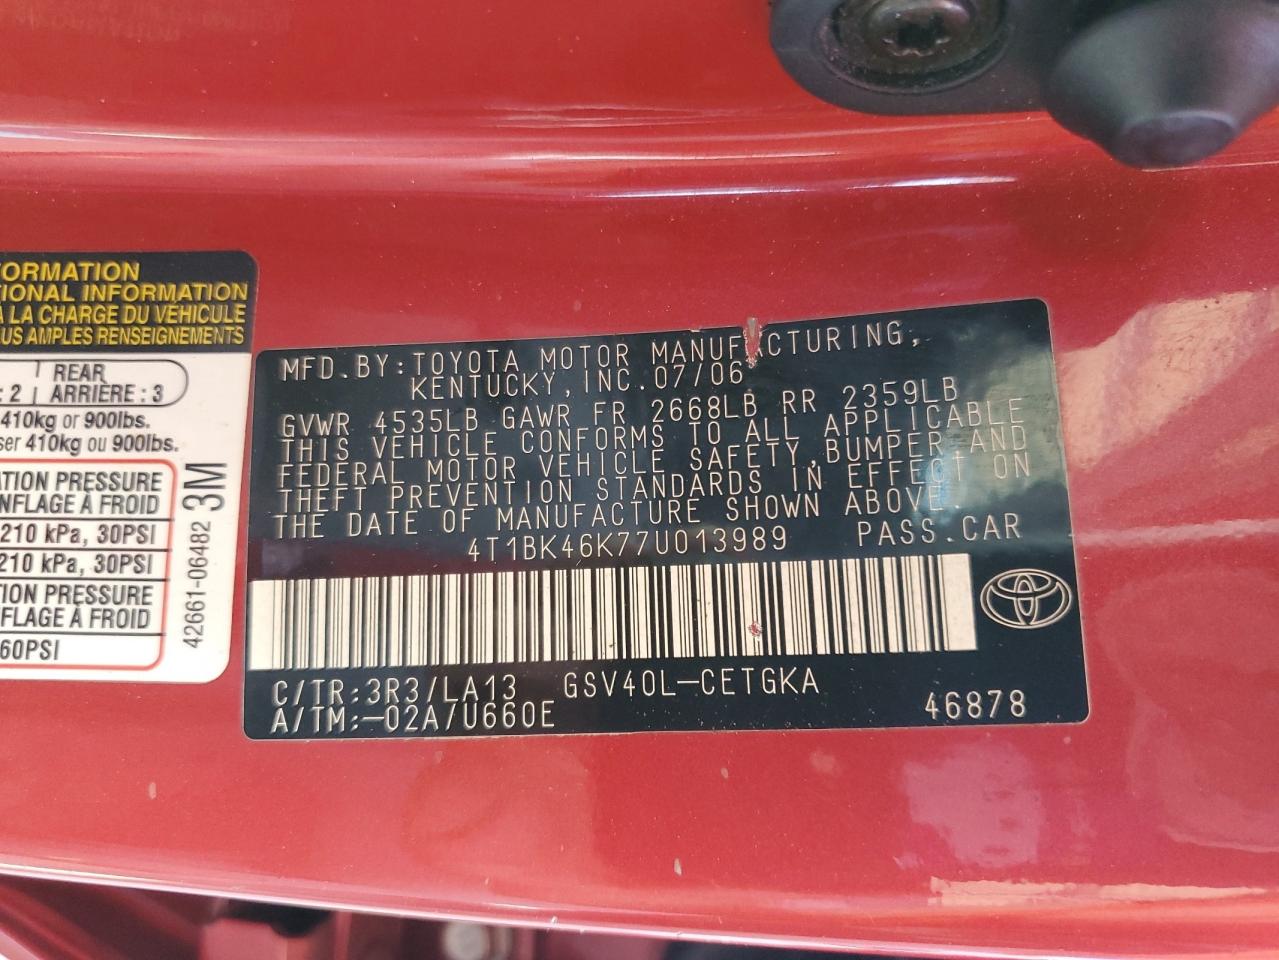 ORMATION
IONAL INFORMATION
À LA CHARGE DU VÉHICULE
US AMPLES RENSEIGNEMENTS
: 2 REAR
ARRIÈRE : 3
410kg or 900lbs.
ser 410kg ou 900lbs.
TION PRESSURE
NFLAGE À FROID
210 kPa, 30PSI
210 kPa, 30PSI
TION PRESSURE
FLAGE À FROID
60PSI
42661-06482 3M
MFD.BY:TOYOTA MOTOR MANUFACTURING,
KENTUCKY,INC.07/06
GVWR 4535LB GAWR FR 2668LB RR 2359LB
THIS VEHICLE CONFORMS TO ALL APPLICABLE
FEDERAL MOTOR VEHICLE SAFETY,BUMPER AND
THEFT PREVENTION STANDARDS IN EFFECT ON
THE DATE OF MANUFACTURE SHOWN ABOVE.
4T1BK46K77U013989 PASS.CAR
C/TR:3R3/LA13 GSV40L-CETGKA
A/TM:-02A/U660E 46878